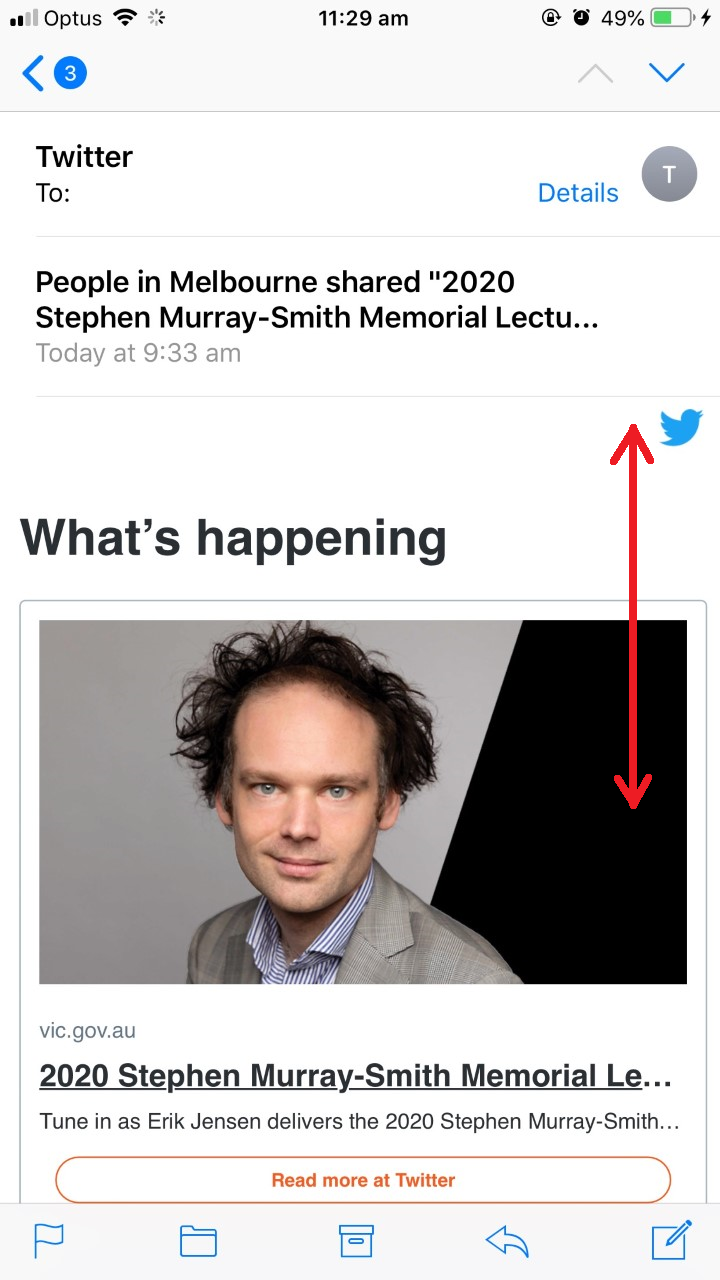 Optus 11:29 am 49%
3
Twitter
T
To:
Details
People in Melbourne shared "2020
Stephen Murray-Smith Memorial Lectu...
Today at 9:33 am
What’s happening
vic.gov.au
2020 Stephen Murray-Smith Memorial Le...
Tune in as Erik Jensen delivers the 2020 Stephen Murray-Smith...
Read more at Twitter